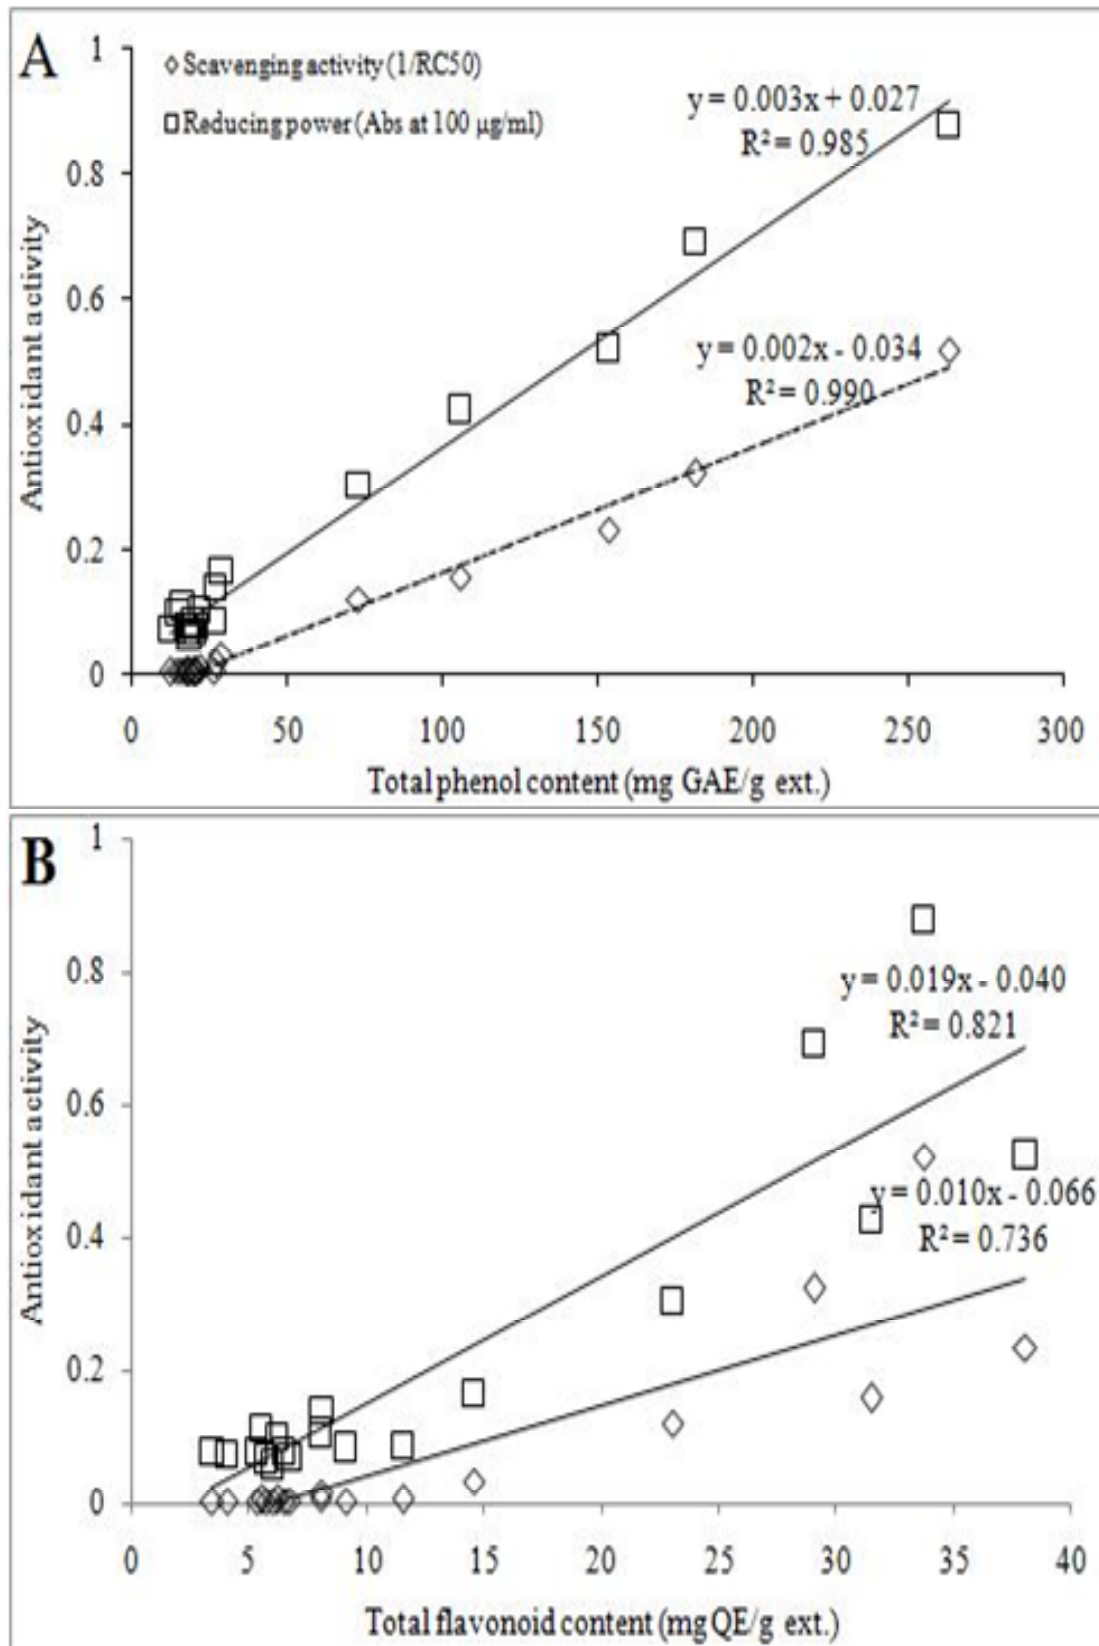 A
◇ Scavenging activity (1/RC50)
□ Reducing power (Abs at 100 µg/ml)
y = 0.003x + 0.027
R² = 0.985
y = 0.002x - 0.034
R² = 0.990
Antioxidant activity
1
0.8
0.6
0.4
0.2
0
0 50 100 150 200 250 300
Total phenol content (mg GAE/g ext.)
B
y = 0.019x - 0.040
R² = 0.821
y = 0.010x - 0.066
R² = 0.736
Antioxidant activity
1
0.8
0.6
0.4
0.2
0
0 5 10 15 20 25 30 35 40
Total flavonoid content (mg QE/g ext.)